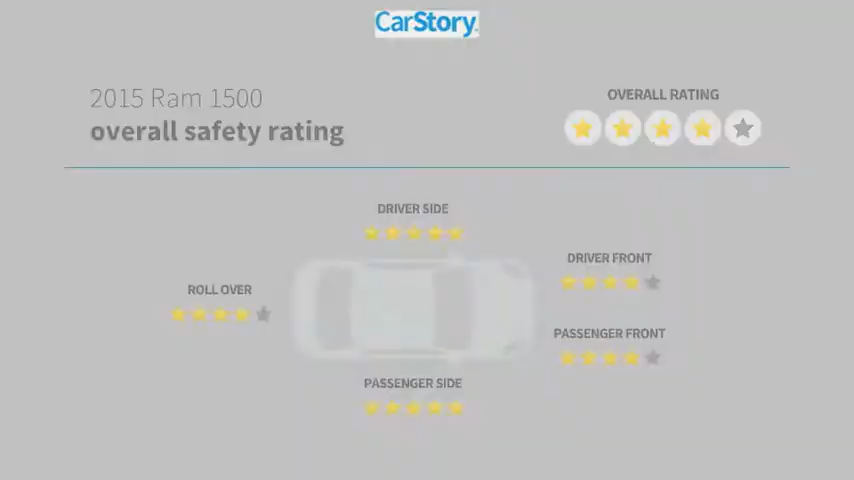 CarStory
2015 Ram 1500
overall safety rating
OVERALL RATING
DRIVER SIDE
DRIVER FRONT
ROLL OVER
PASSENGER FRONT
PASSENGER SIDE